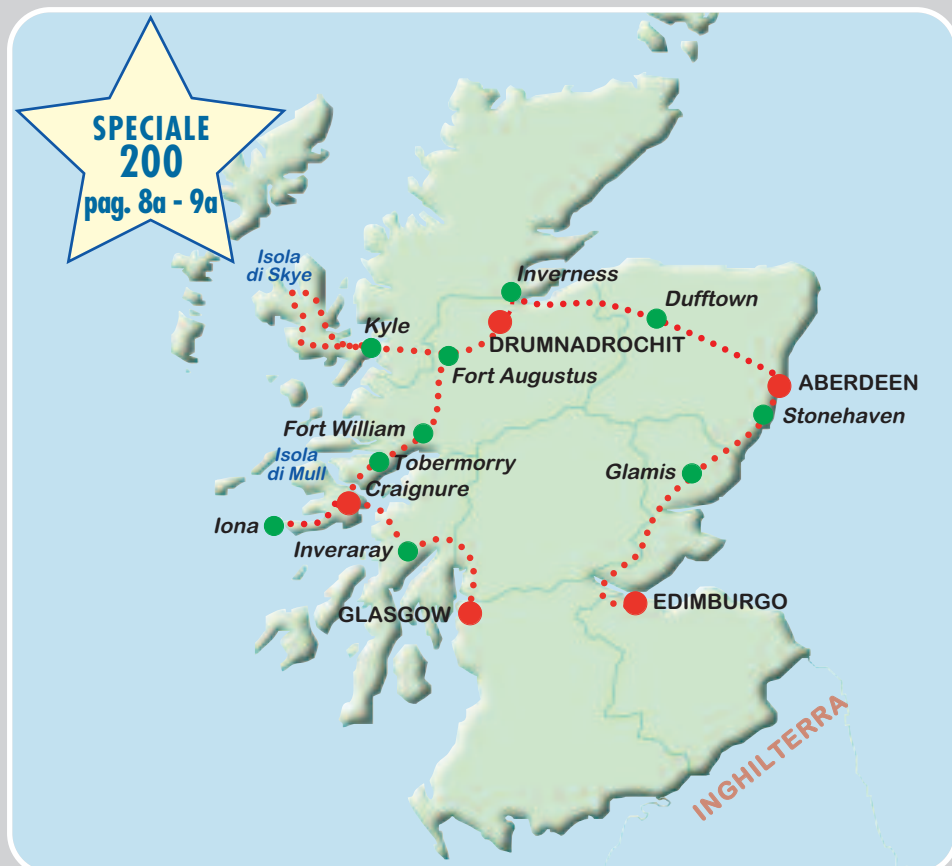 SPECIALE
200
pag. 8a - 9a
Isola
di Skye
Inverness
Dufftown
Kyle
DRUMNADROCHIT
Fort Augustus
ABERDEEN
Stonehaven
Fort William
Isola
di Mull
Tobermorry
Glamis
Craignure
Iona
Inveraray
GLASGOW
EDIMBURGO
INGHILTERRA